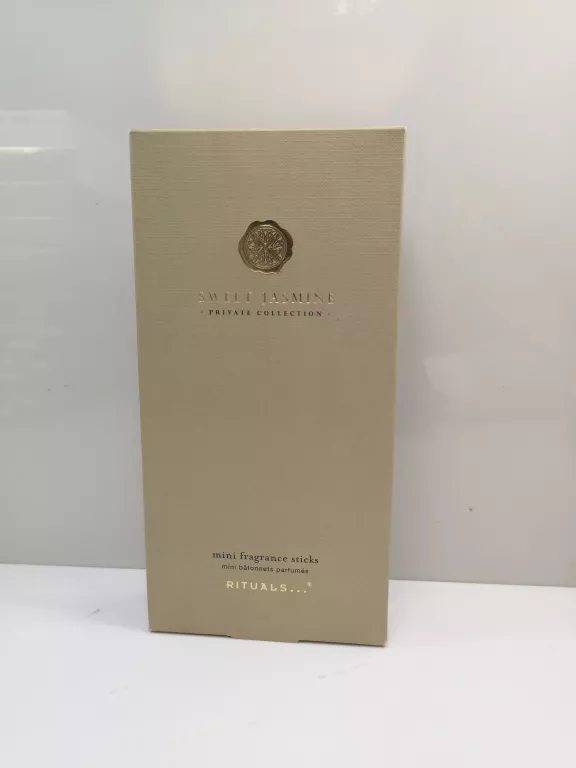 SWEET JASMINE
· PRIVATE COLLECTION ·
mini fragrance sticks
mini bâtonnets parfumés
RITUALS...®